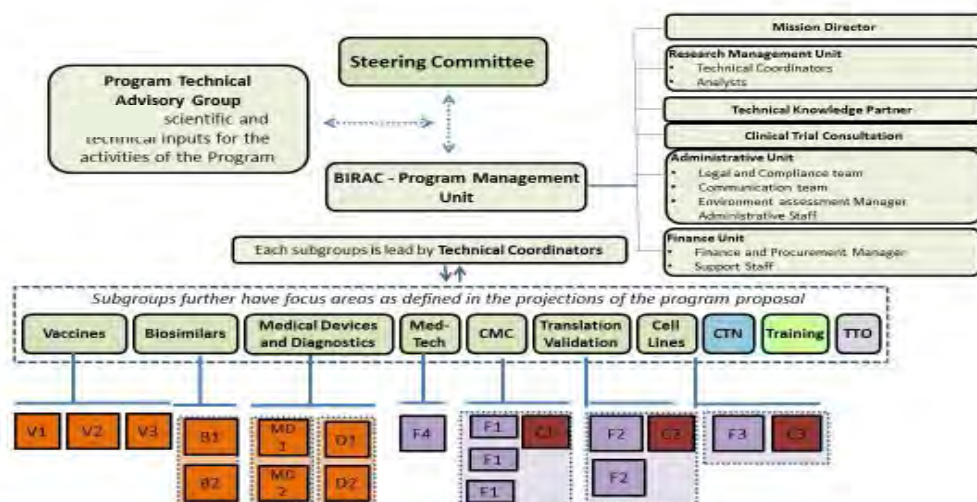 Steering Committee
Program Technical
Advisory Group
scientific and
technical inputs for the
activities of the Program
BIRAC - Program Management
Unit
Mission Director
Research Management Unit
• Technical Coordinators
• Analysts
Technical Knowledge Partner
Clinical Trial Consultation
Administrative Unit
• Legal and Compliance team
• Communication team
• Environment assessment Manager
Administrative Staff
Finance Unit
• Finance and Procurement Manager
• Support Staff
Each subgroups is lead by Technical Coordinators
Subgroups further have focus areas as defined in the projections of the program proposal
Vaccines
Biosimilars
Medical Devices
and Diagnostics
Med-
Tech
CMC
Translation
Validation
Cell
Lines
CTN
Training
TTO
V1 V2 V3
B1
B2
MD
1
MD
2
D1
D2
F4
F1
C1
F1
F1
F2
C2
F2
F3
C3